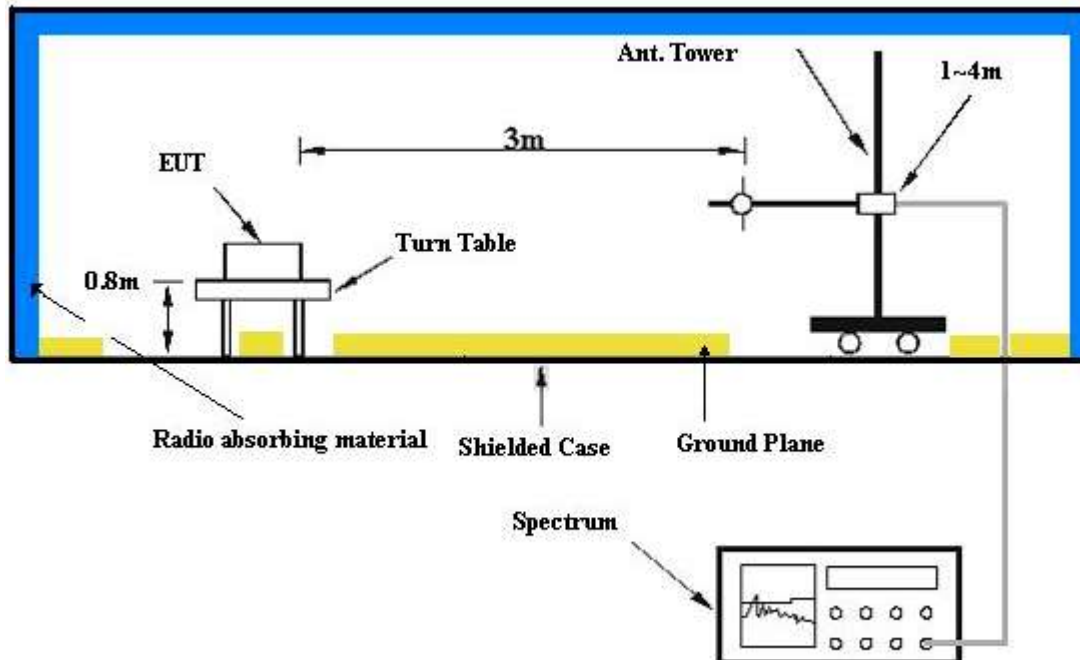 Ant. Tower
1~4m
3m
EUT
Turn Table
0.8m
Radio absorbing material
Shielded Case
Ground Plane
Spectrum